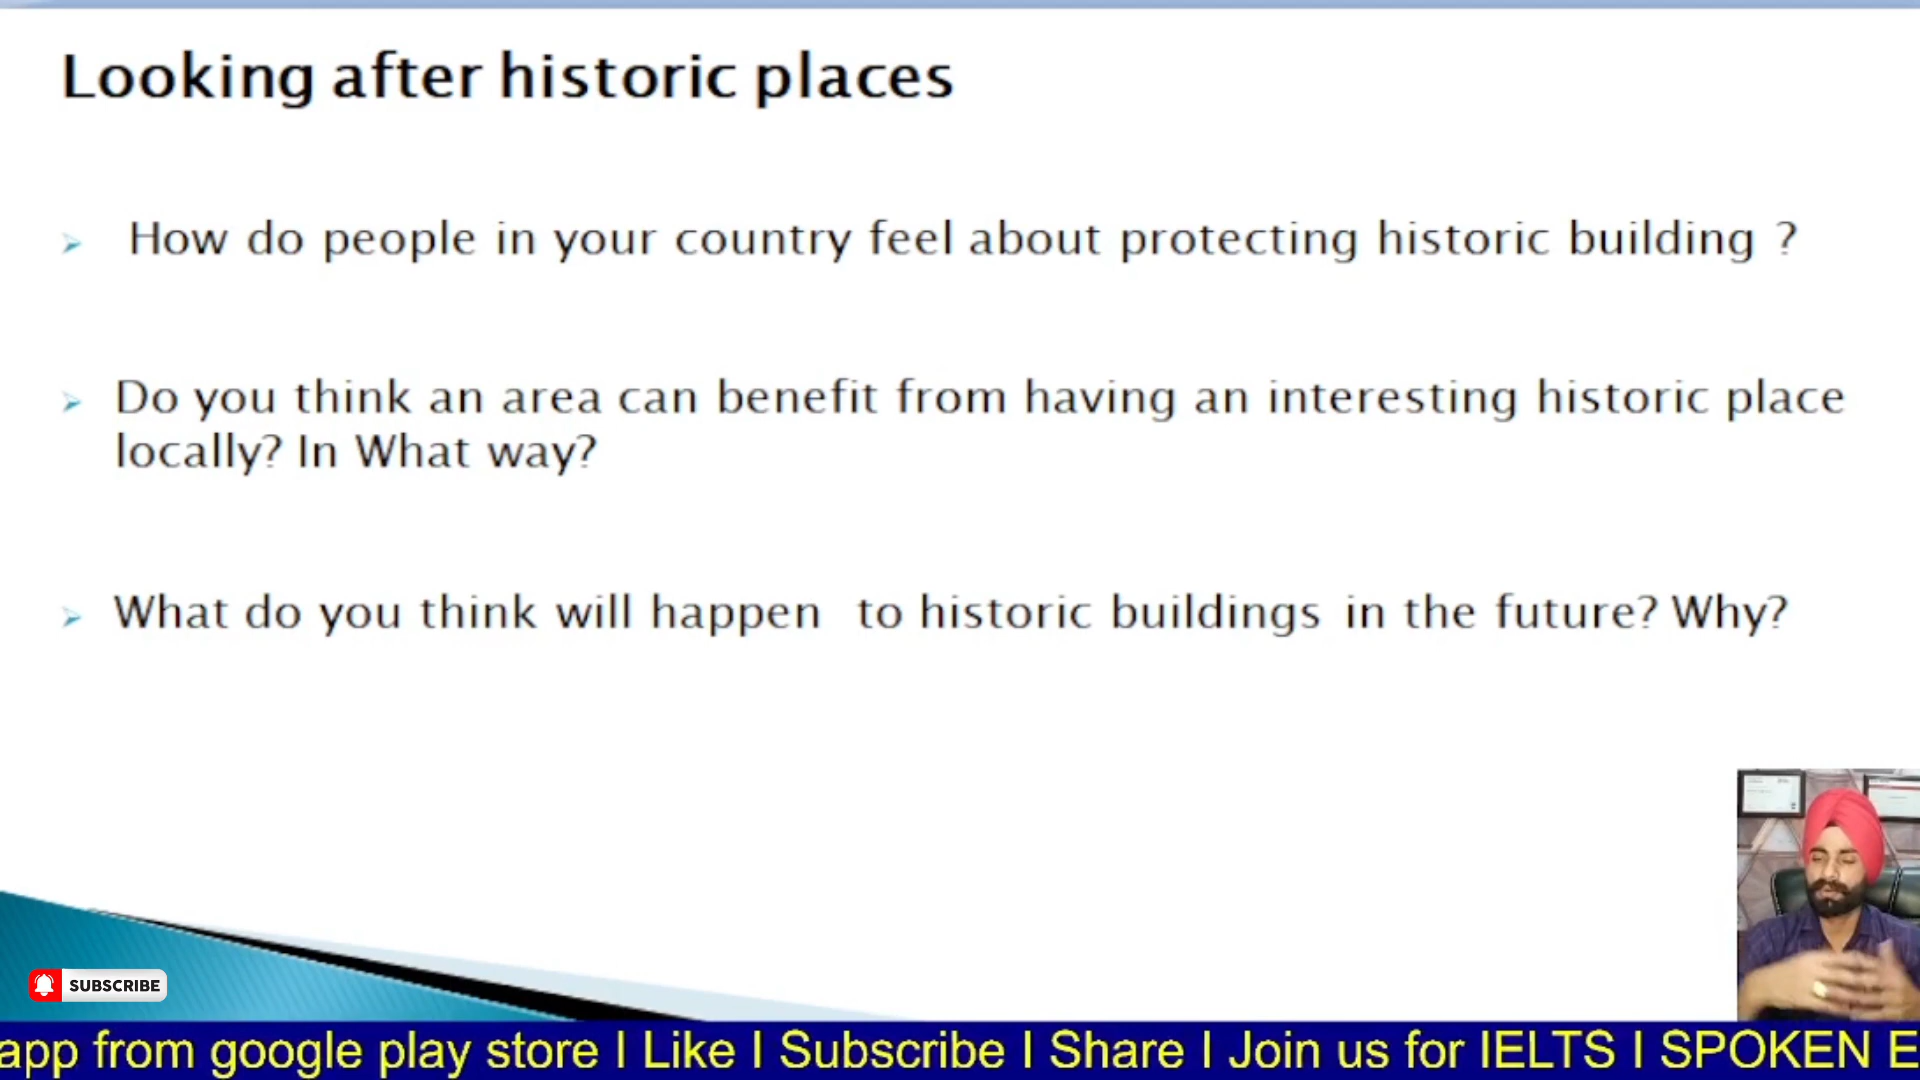 Looking after historic places
How do people in your country feel about protecting historic building ?
Do you think an area can benefit from having an interesting historic place
locally? In What way?
What do you think will happen to historic buildings in the future? Why?
SUBSCRIBE
app from google play store I Like I Subscribe I Share I Join us for IELTS I SPOKEN E